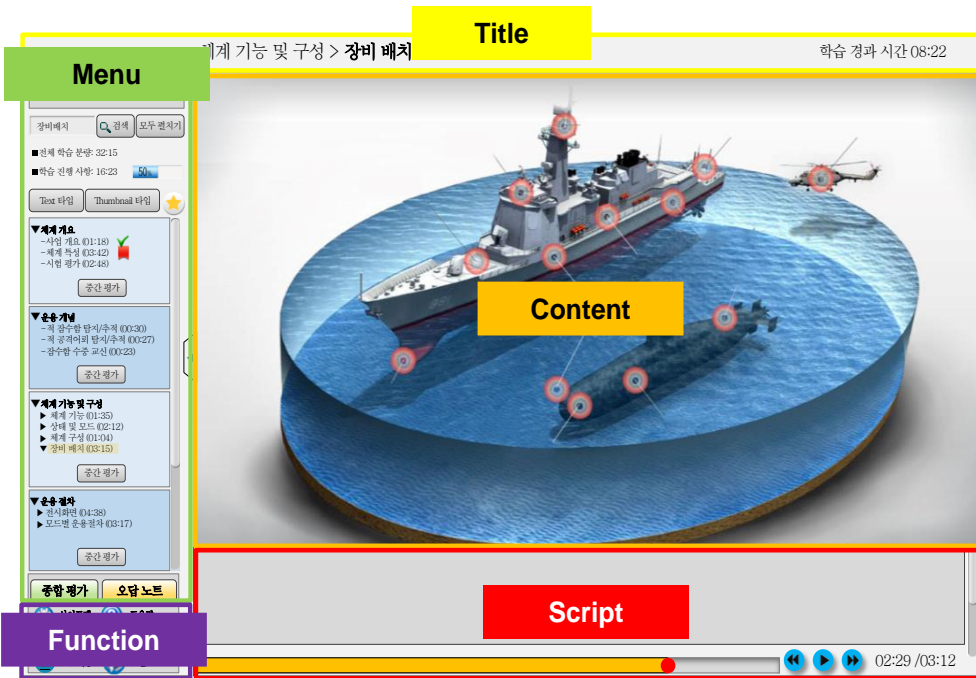 Title
체계 기능 및 구성 > 장비 배치
학습 경과 시간 08:22
Menu
장비배치
검색
모두 펼치기
■전체 학습 분량: 32:15
■학습 진행 사항: 16:23
50%
Text 타입
Thumbnail 타입
▼체계 개요
-사업 개요 (01:18)
-체계 특성 (03:42)
-시험 평가 (02:48)
중간 평가
▼운용 개념
-적 잠수함 탐지/추적 (00:30)
-적 공격어뢰 탐지/추적 (00:27)
-잠수함 수중 교신 (00:23)
중간 평가
▼체계 기능 및 구성
▶ 체계 기능 (01:35)
▶ 상태 및 모드 (02:12)
▶ 체계 구성 (01:04)
▼ 장비 배치 (03:15)
중간 평가
▼운용 절차
▶ 전시화면 (04:38)
▶ 모드별 운용절차 (03:17)
중간 평가
종합 평가
오답 노트
Function
Content
Script
02:29 /03:12